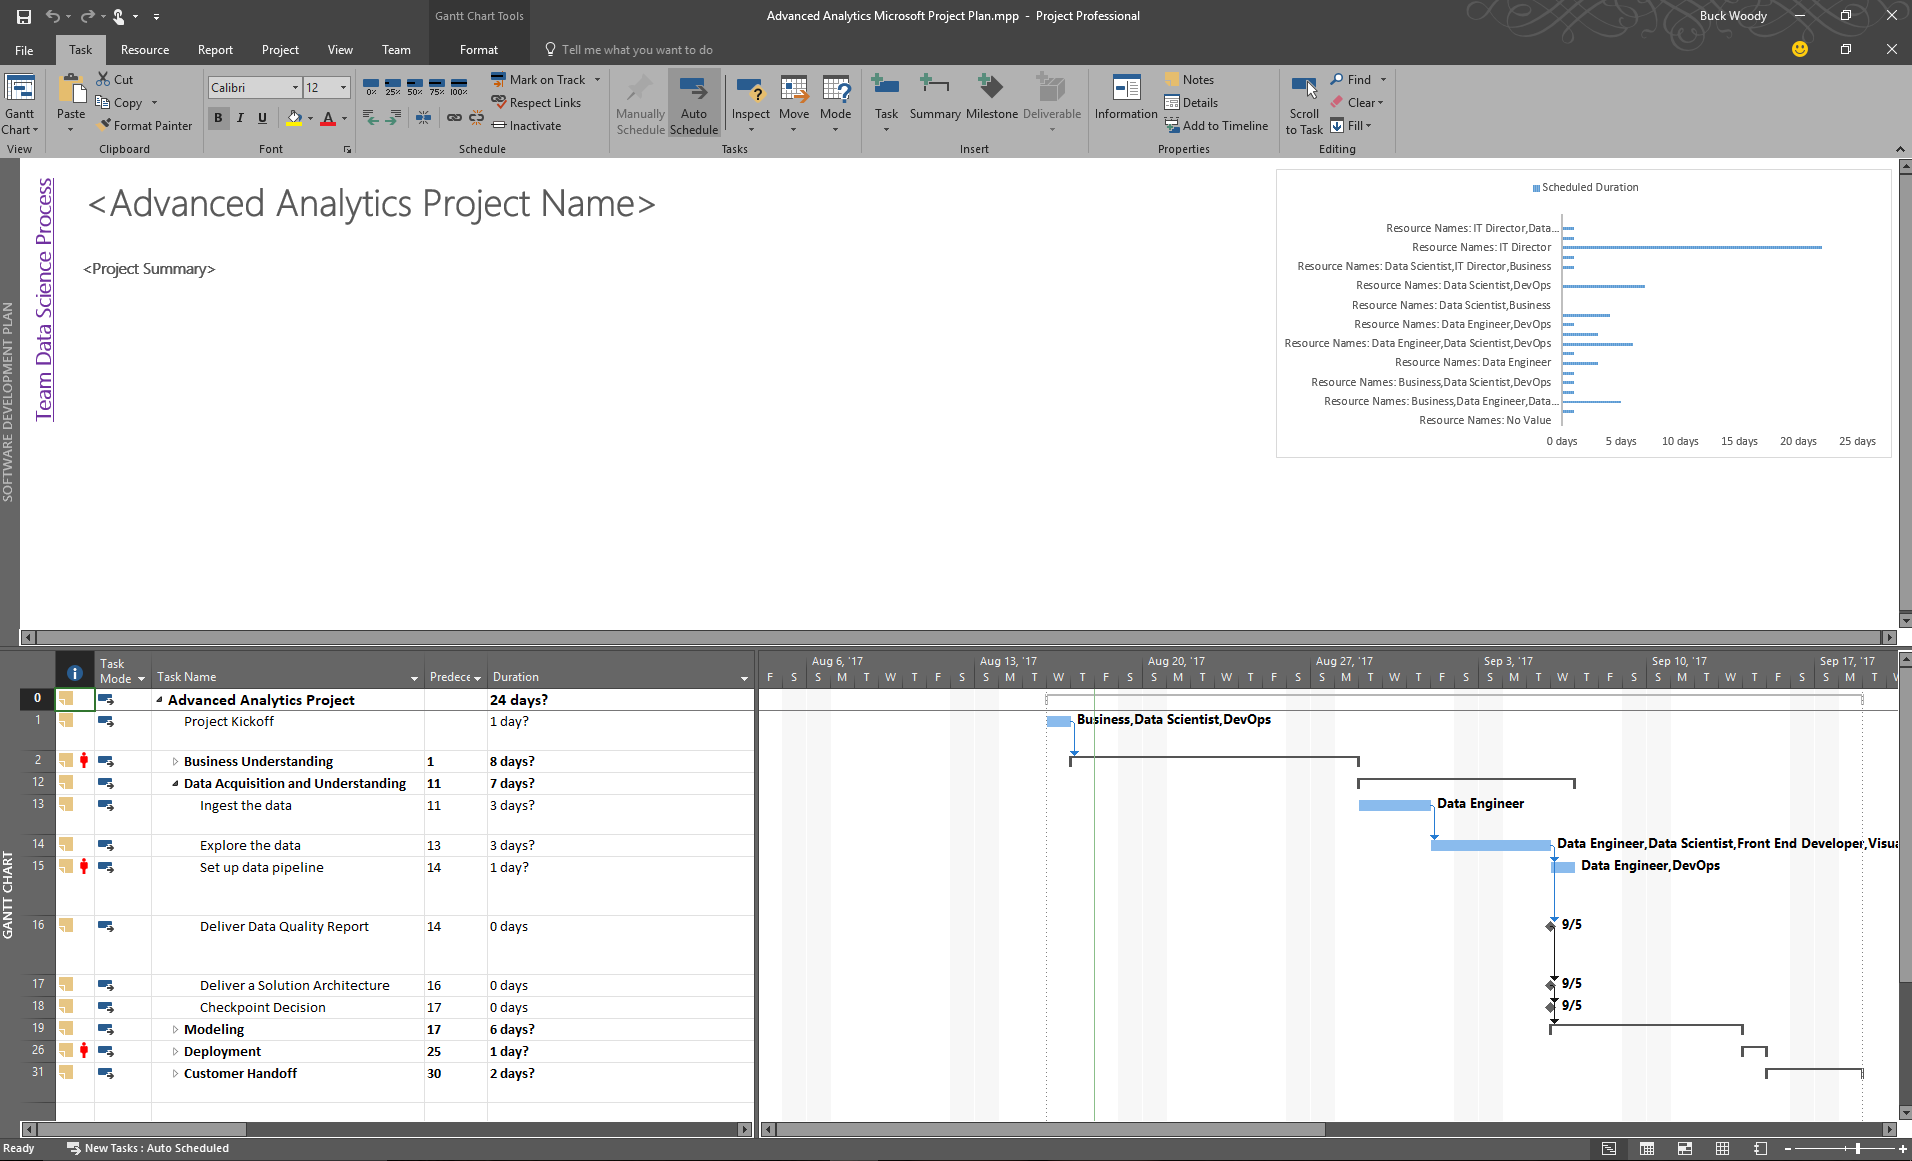 Gantt Chart Tools
Advanced Analytics Microsoft Project Plan.mpp - Project Professional
Buck Woody
File Task Resource Report Project View Team Format Tell me what you want to do
Gantt Chart
View
Paste
Cut
Copy
Format Painter
Clipboard
Calibri 12
B I U A
Font
0% 25% 50% 75% 100%
Mark on Track
Respect Links
Inactivate
Schedule
Manually Schedule
Auto Schedule
Inspect
Move
Mode
Tasks
Task
Summary
Milestone
Deliverable
Insert
Information
Notes
Details
Add to Timeline
Properties
Scroll to Task
Find
Clear
Fill
Editing
SOFTWARE DEVELOPMENT PLAN
Team Data Science Process
<Advanced Analytics Project Name>
<Project Summary>
Scheduled Duration
Resource Names: IT Director,Data...
Resource Names: IT Director
Resource Names: Data Scientist,IT Director,Business
Resource Names: Data Scientist,DevOps
Resource Names: Data Scientist,Business
Resource Names: Data Engineer,DevOps
Resource Names: Data Engineer,Data Scientist,DevOps
Resource Names: Data Engineer
Resource Names: Business,Data Scientist,DevOps
Resource Names: Business,Data Engineer,Data...
Resource Names: No Value
0 days 5 days 10 days 15 days 20 days 25 days
GANTT CHART
Task Mode Task Name Predece Duration
Aug 6, '17 Aug 13, '17 Aug 20, '17 Aug 27, '17 Sep 3, '17 Sep 10, '17 Sep 17, '17
F S S M T W T F S S M T W T F S S M T W T F S S M T W T F S S M T W T F S S M T W T F S S M T W
0 Advanced Analytics Project 24 days?
1 Project Kickoff 1 day? Business,Data Scientist,DevOps
2 Business Understanding 1 8 days?
12 Data Acquisition and Understanding 11 7 days?
13 Ingest the data 11 3 days? Data Engineer
14 Explore the data 13 3 days? Data Engineer,Data Scientist,Front End Developer,Visua
15 Set up data pipeline 14 1 day? Data Engineer,DevOps
16 Deliver Data Quality Report 14 0 days 9/5
17 Deliver a Solution Architecture 16 0 days 9/5
18 Checkpoint Decision 17 0 days 9/5
19 Modeling 17 6 days?
26 Deployment 25 1 day?
31 Customer Handoff 30 2 days?
Ready New Tasks : Auto Scheduled